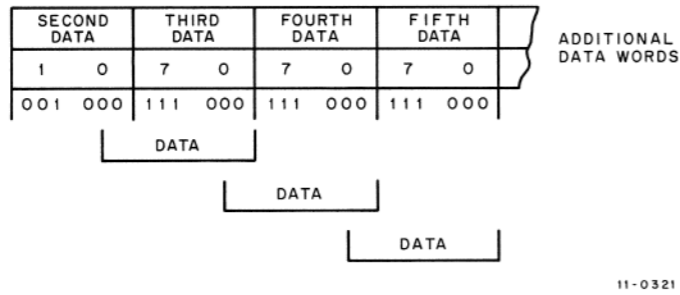 SECOND DATA THIRD DATA FOURTH DATA FIFTH DATA
ADDITIONAL DATA WORDS
1 0 7 0 7 0 7 0
001 000 111 000 111 000 111 000
DATA
DATA
DATA
11-0321